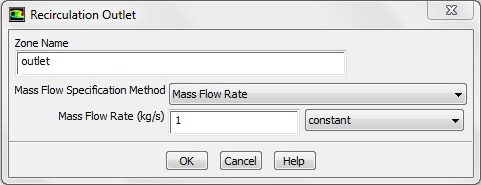 Recirculation Outlet
Zone Name
outlet
Mass Flow Specification Method Mass Flow Rate
Mass Flow Rate (kg/s) 1 constant
OK Cancel Help